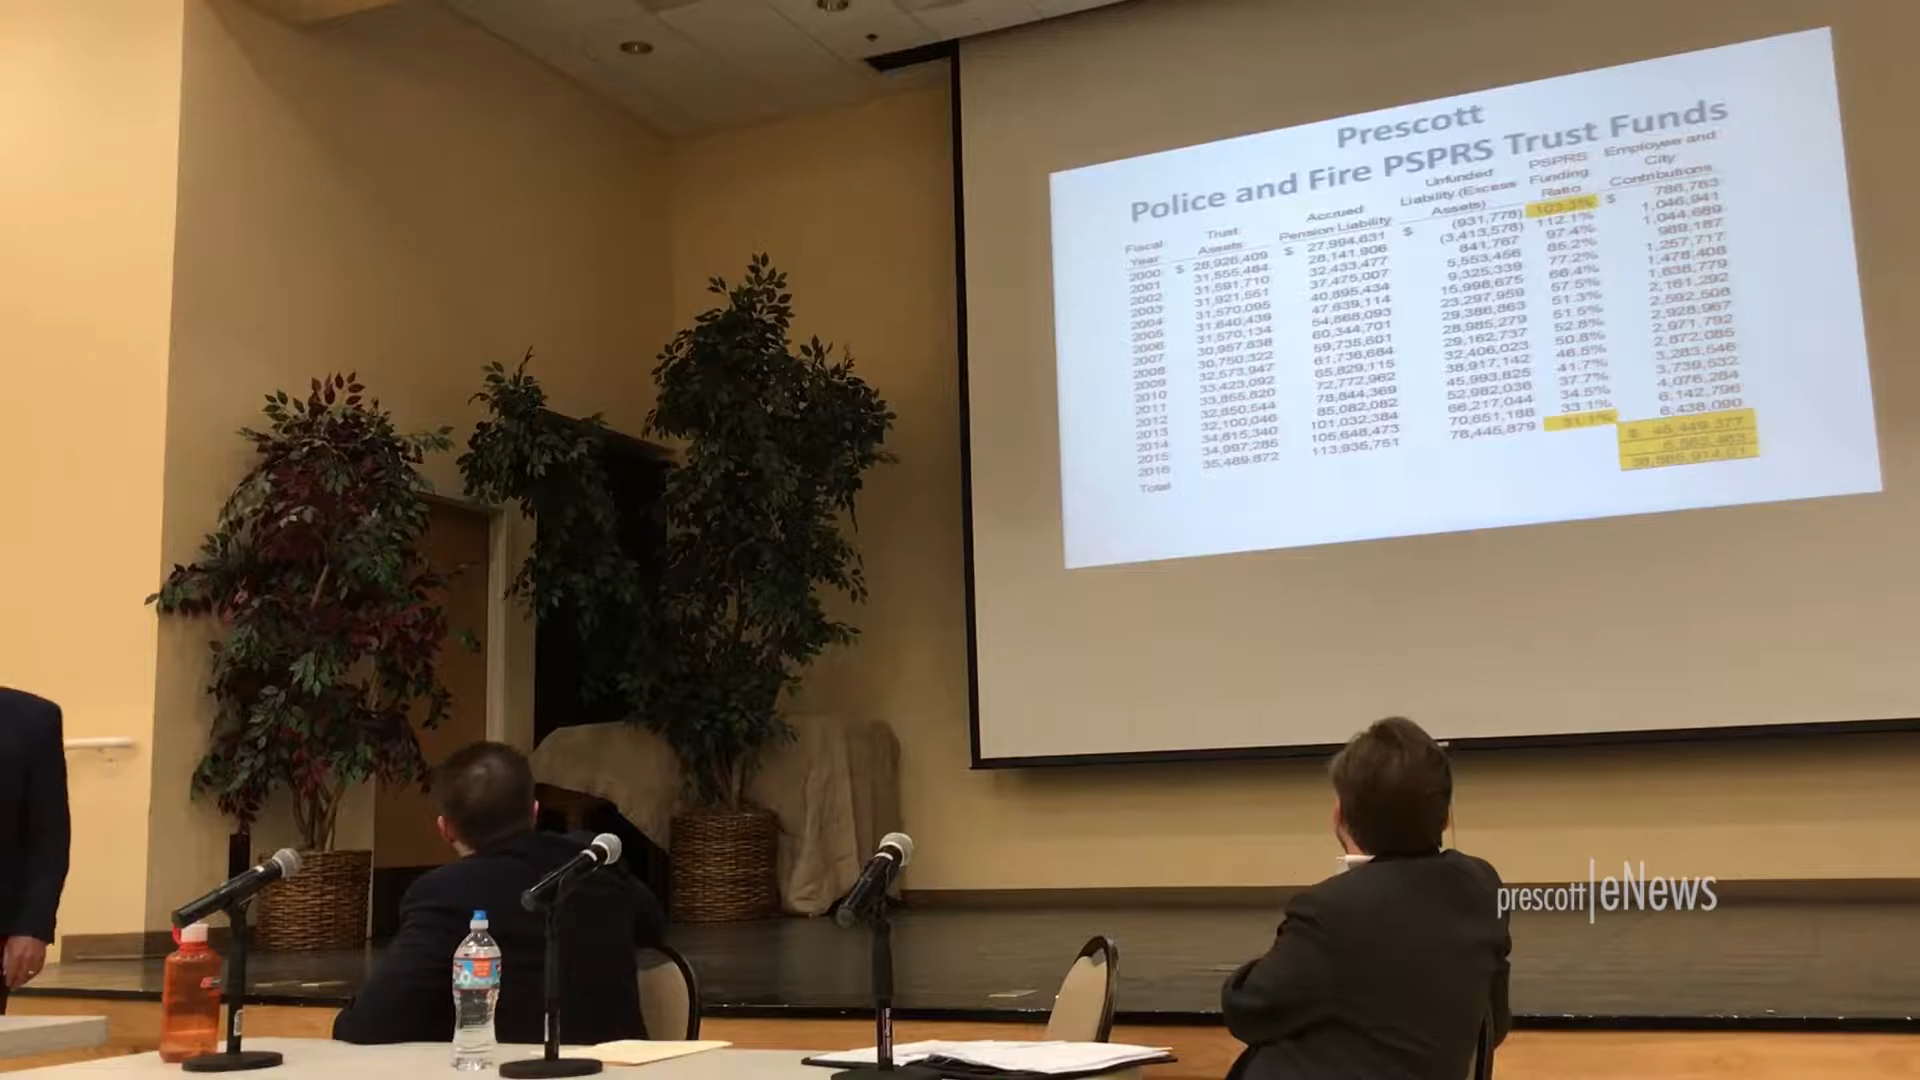 Prescott
Police and Fire PSPRS Trust Funds
Fiscal Year Trust Assets Accrued Pension Liability Unfunded Liability (Excess Assets) PSPRS Funding Ratio Employee and City Contributions
2000 $ 28,926,409 $ 27,994,631 $ (931,778) 103.3% $ 786,763
2001 31,555,484 28,141,906 (3,413,578) 112.1% 1,046,941
2002 31,591,710 32,433,477 841,767 97.4% 1,044,689
2003 31,921,551 37,475,007 5,553,456 85.2% 989,187
2004 31,570,095 40,895,434 9,325,339 77.2% 1,257,717
2005 31,640,439 47,639,114 15,998,675 66.4% 1,478,408
2006 31,570,134 54,868,093 23,297,959 57.5% 1,638,779
2007 30,957,838 60,344,701 29,386,863 51.3% 2,161,292
2008 30,750,322 59,735,601 28,985,279 51.5% 2,592,508
2009 32,573,947 61,736,684 29,162,737 52.8% 2,928,967
2010 33,423,092 65,829,115 32,406,023 50.8% 2,971,792
2011 33,855,820 72,772,962 38,917,142 46.5% 2,872,085
2012 32,850,544 78,844,369 45,993,825 41.7% 3,283,546
2013 32,100,046 85,082,082 52,982,036 37.7% 3,739,532
2014 34,815,340 101,032,384 66,217,044 34.5% 4,076,284
2015 34,997,285 105,648,473 70,651,188 33.1% 6,142,796
2016 35,489,872 113,935,751 78,445,879 31.1% 6,438,090
Total $ 45,449,377
6,562,463
38,886,914.01
prescott|eNews